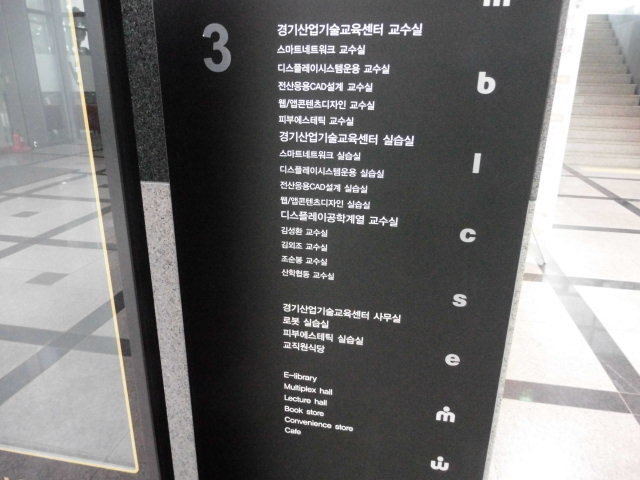 3
경기산업기술교육센터 교수실
스마트네트워크 교수실
디스플레이시스템운용 교수실
전산응용CAD설계 교수실
웹/앱콘텐츠디자인 교수실
피부에스테틱 교수실
경기산업기술교육센터 실습실
스마트네트워크 실습실
디스플레이시스템운용 실습실
전산응용CAD설계 실습실
웹/앱콘텐츠디자인 실습실
디스플레이공학계열 교수실
김성환 교수실
김외조 교수실
조순봉 교수실
산학협동 교수실
경기산업기술교육센터 사무실
로봇 실습실
피부에스테틱 실습실
교직원식당
E-library
Multiplex hall
Lecture hall
Book store
Convenience store
Cafe
m
b
l
c
s
e